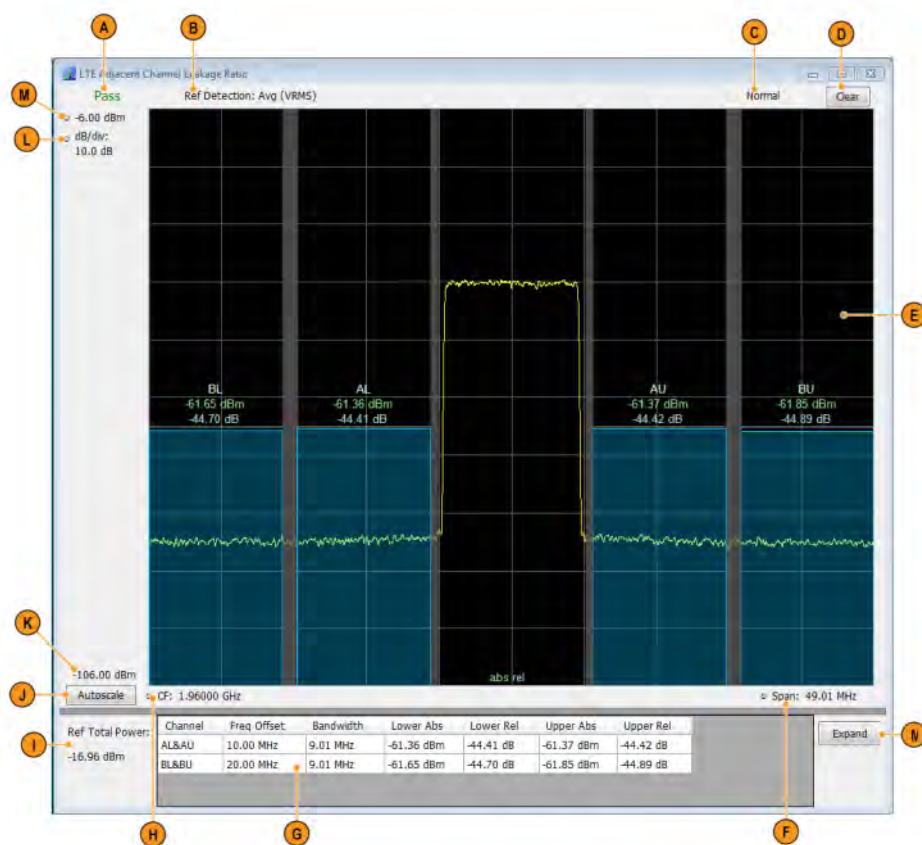 A B C D
LTE Adjacent Channel Leakage Ratio
Pass Ref Detection: Avg (VRMS) Normal Clear
M -6.00 dBm
L dB/div:
10.0 dB
E
BL AL AU BU
-61.65 dBm -61.36 dBm -61.37 dBm -61.85 dBm
-44.70 dB -44.41 dB -44.42 dB -44.89 dB
K
-106.00 dBm abs rel
J Autoscale CF: 1.96000 GHz Span: 49.01 MHz
Ref Total Power: Channel Freq Offset Bandwidth Lower Abs Lower Rel Upper Abs Upper Rel Expand M
I AL&AU 10.00 MHz 9.01 MHz -61.36 dBm -44.41 dB -61.37 dBm -44.42 dB
-16.96 dBm BL&BU 20.00 MHz 9.01 MHz -61.65 dBm -44.70 dB -61.85 dBm -44.89 dB
H G F